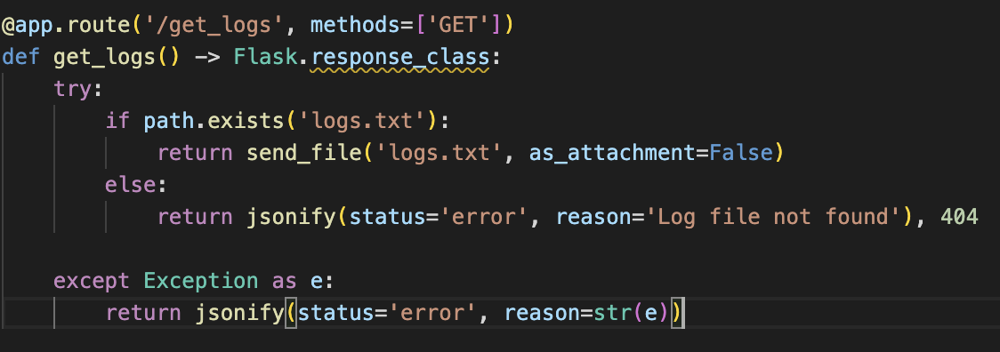 @app.route('/get_logs', methods=['GET'])
def get_logs() -> Flask.response_class:
    try:
        if path.exists('logs.txt'):
            return send_file('logs.txt', as_attachment=False)
        else:
            return jsonify(status='error', reason='Log file not found'), 404

    except Exception as e:
        return jsonify(status='error', reason=str(e))